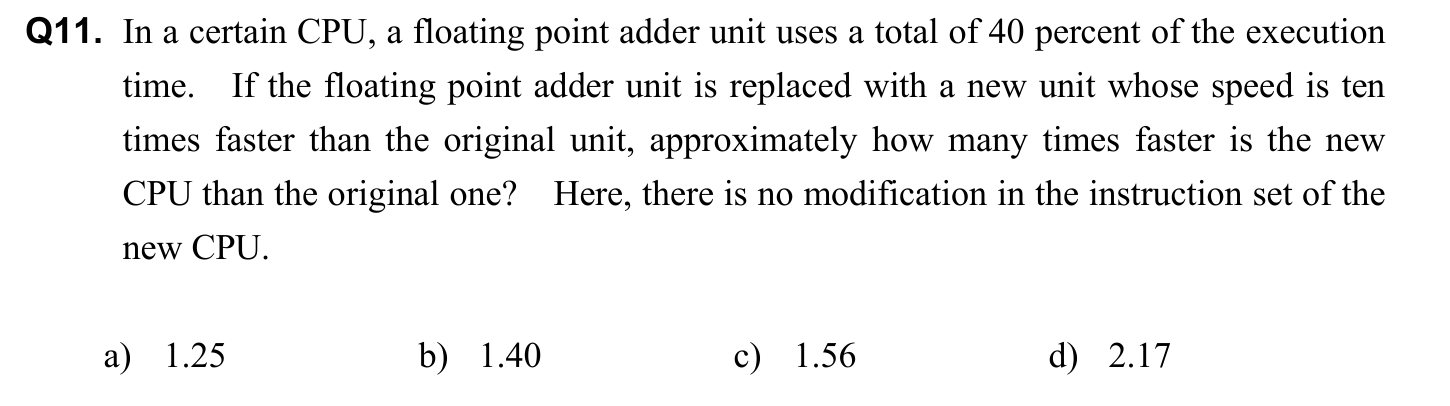 Q11. In a certain CPU, a floating point adder unit uses a total of 40 percent of the execution
time. If the floating point adder unit is replaced with a new unit whose speed is ten
times faster than the original unit, approximately how many times faster is the new
CPU than the original one? Here, there is no modification in the instruction set of the
new CPU.
a) 1.25 b) 1.40 c) 1.56 d) 2.17